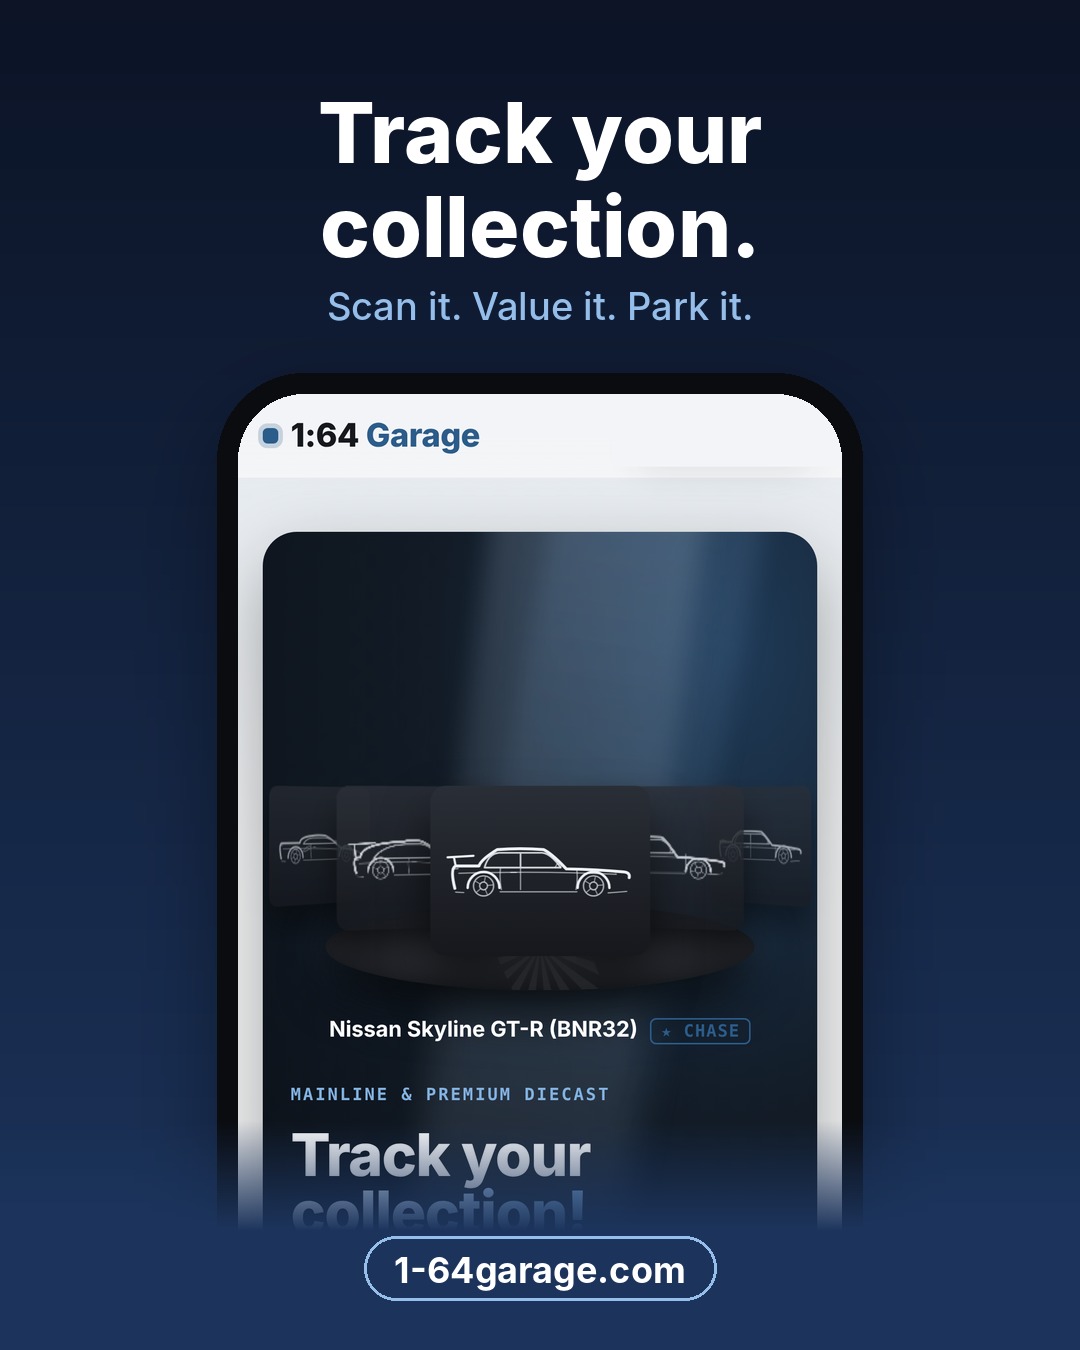 Track your
collection.
Scan it. Value it. Park it.
1:64 Garage
Nissan Skyline GT-R (BNR32) ★ CHASE
MAINLINE & PREMIUM DIECAST
Track your
collection!
1-64garage.com